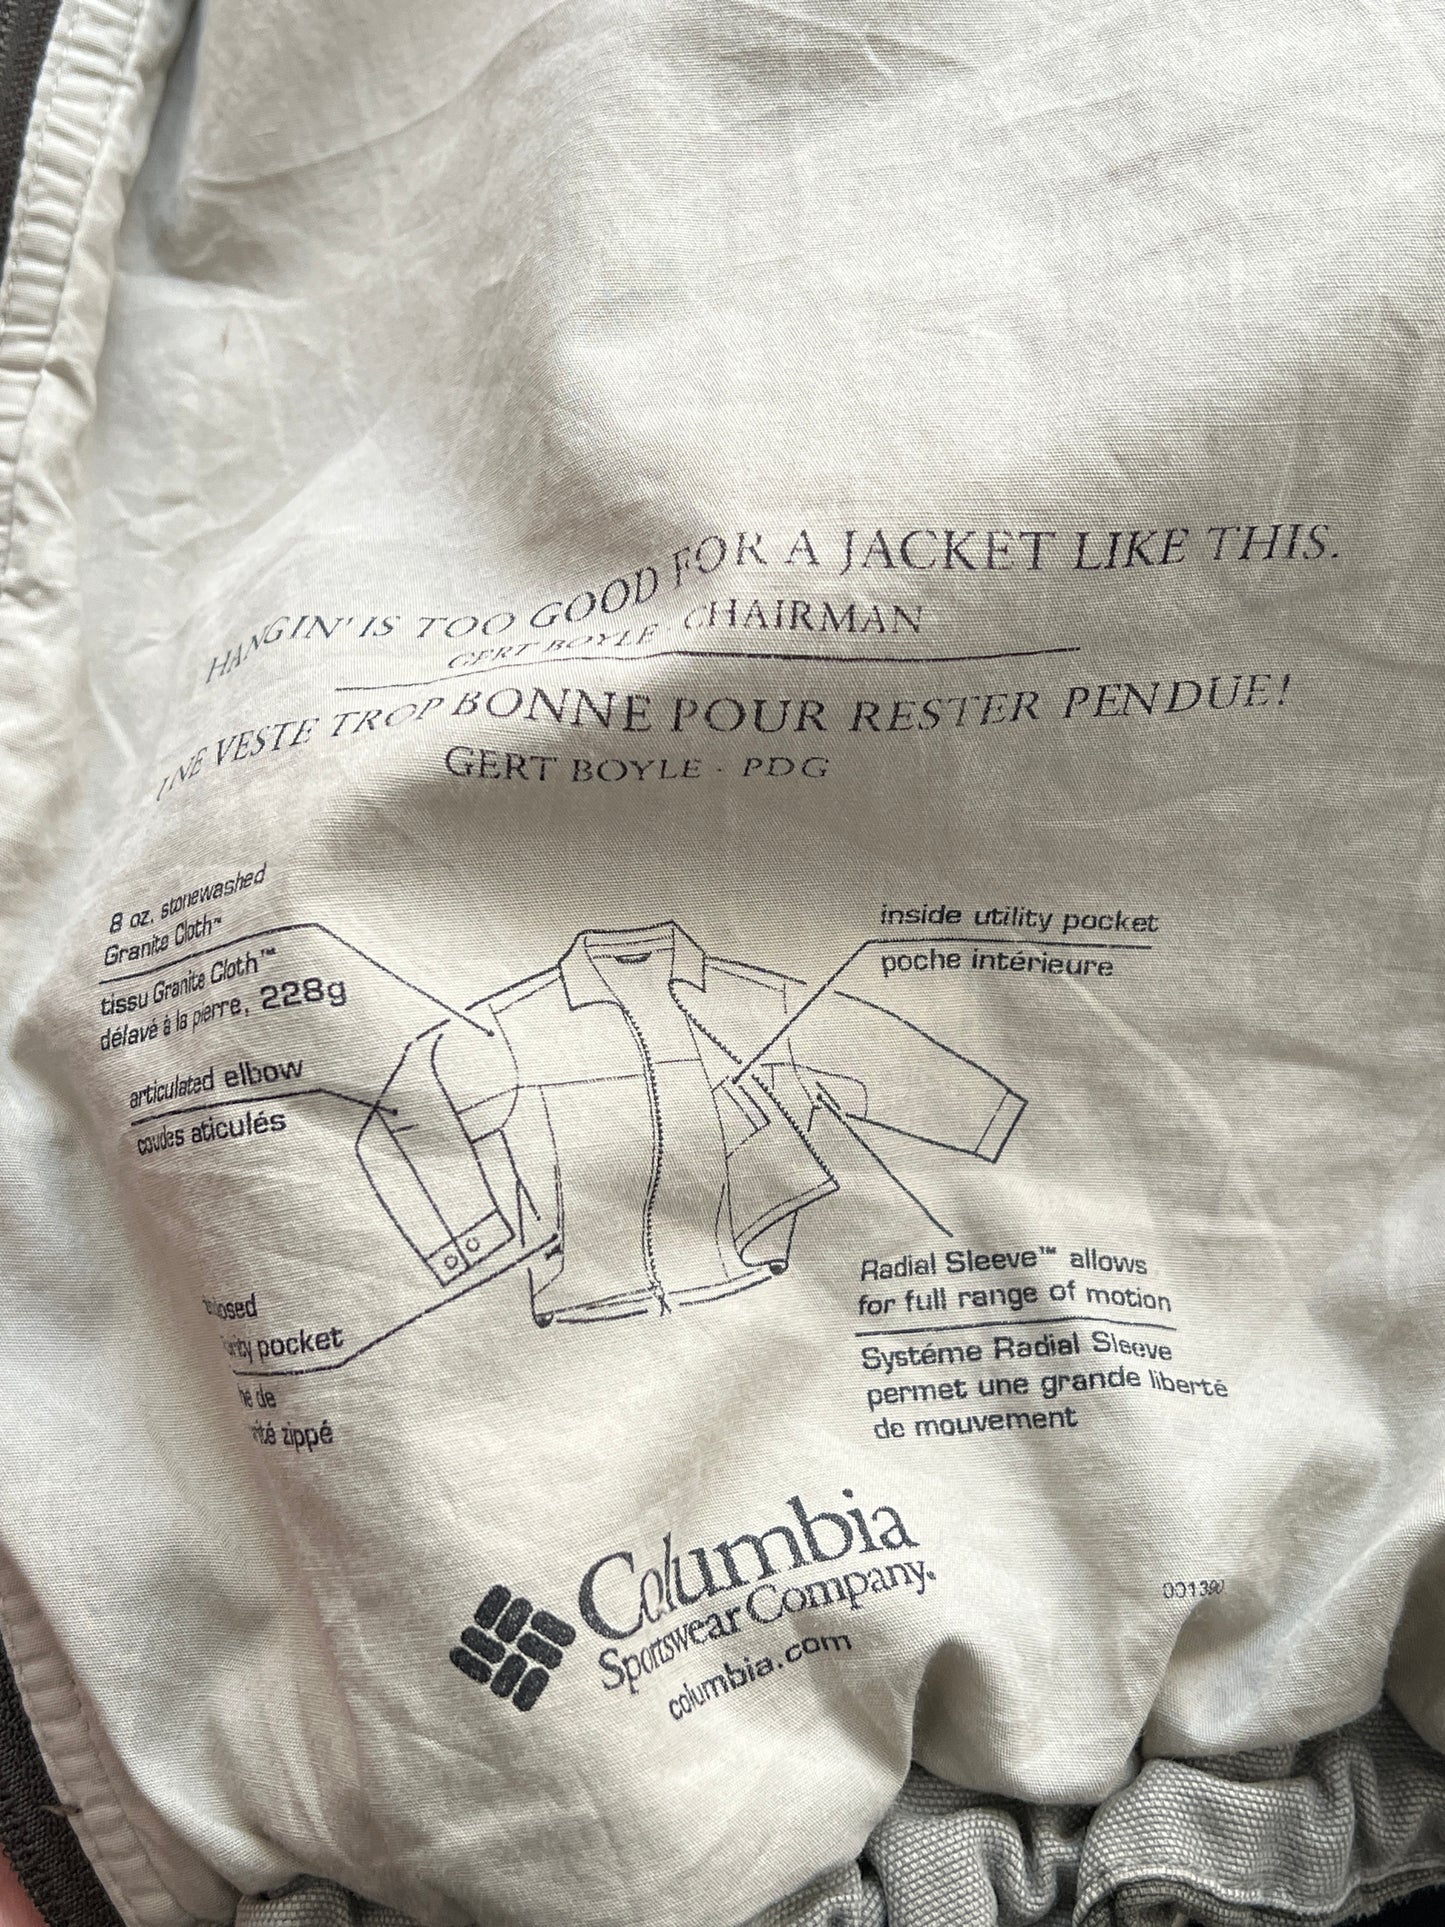 HANGIN' IS TOO GOOD FOR A JACKET LIKE THIS.
GERT BOYLE · CHAIRMAN
UNE VESTE TROP BONNE POUR RESTER PENDUE!
GERT BOYLE · PDG
8 oz. stonewashed
Granite Cloth™
tissu Granite Cloth™
délavé à la pierre, 228g
articulated elbow
coudes aticulés
pocket
de
zippé
inside utility pocket
poche intérieure
Radial Sleeve™ allows
for full range of motion
Systéme Radial Sleeve
permet une grande liberté
de mouvement
Columbia
Sportswear Company.
columbia.com